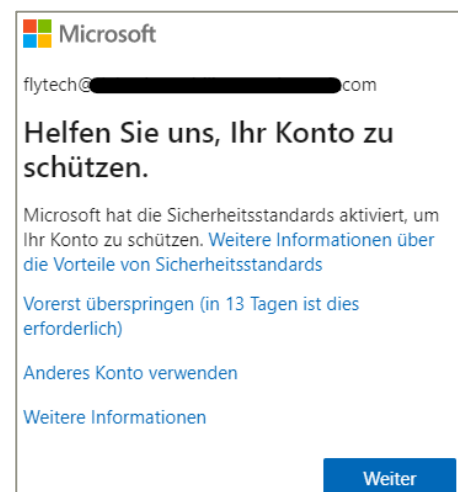 Microsoft
flytech@ com
Helfen Sie uns, Ihr Konto zu
schützen.
Microsoft hat die Sicherheitsstandards aktiviert, um
Ihr Konto zu schützen. Weitere Informationen über
die Vorteile von Sicherheitsstandards
Vorerst überspringen (in 13 Tagen ist dies
erforderlich)
Anderes Konto verwenden
Weitere Informationen
Weiter